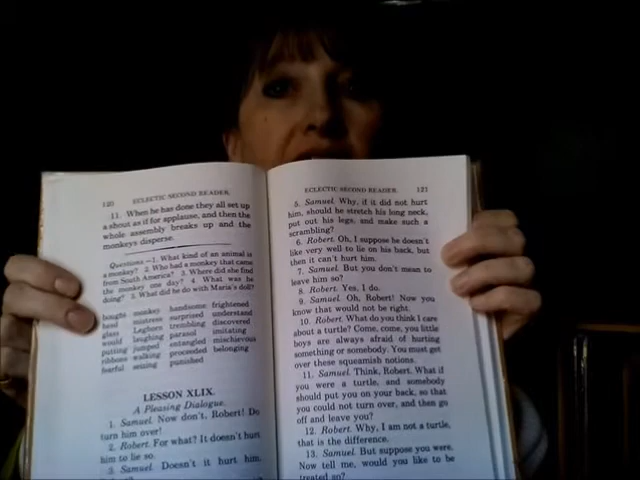 120 ECLECTIC SECOND READER.
11. When he has done they all set up
a shout as if for applause, and then the
whole assembly breaks up and the
monkeys disperse.
Questions.—1. What kind of an animal is
a monkey? 2. Who had a monkey that came
from South America? 3. Where did she find
the monkey one day? 4. What was he
doing? 5. What did he do with Maria's doll?
boughs monkey handsome frightened
head mistress surprised understand
glass Leghorn trembling discovered
would laughing parasol imitating
putting jumped entangled mischievous
ribbons walking proceeded belonging
fearful seizing punished
LESSON XLIX.
A Pleasing Dialogue.
1. Samuel. Now don't, Robert! Do
turn him over!
2. Robert. For what? It doesn't hurt
him to lie so.
3. Samuel. Doesn't it hurt him,
ECLECTIC SECOND READER. 121
5. Samuel. Why, if it did not hurt
him, should he stretch his long neck,
put out his legs, and make such a
scrambling?
6. Robert. Oh, I suppose he doesn't
like very well to lie on his back, but
then it can't hurt him.
7. Samuel. But you don't mean to
leave him so?
8. Robert. Yes, I do.
9. Samuel. Oh, Robert! Now you
know that would not be right.
10. Robert. What do you think I care
about a turtle? Come, come, you little
boys are always afraid of hurting
something or somebody. You must get
over these squeamish notions.
11. Samuel. Think, Robert. What if
you were a turtle, and somebody
should put you on your back, so that
you could not turn over, and then go
off and leave you?
12. Robert. Why, I am not a turtle,
that is the difference.
13. Samuel. But suppose you were.
Now tell me, would you like to be
treated so?